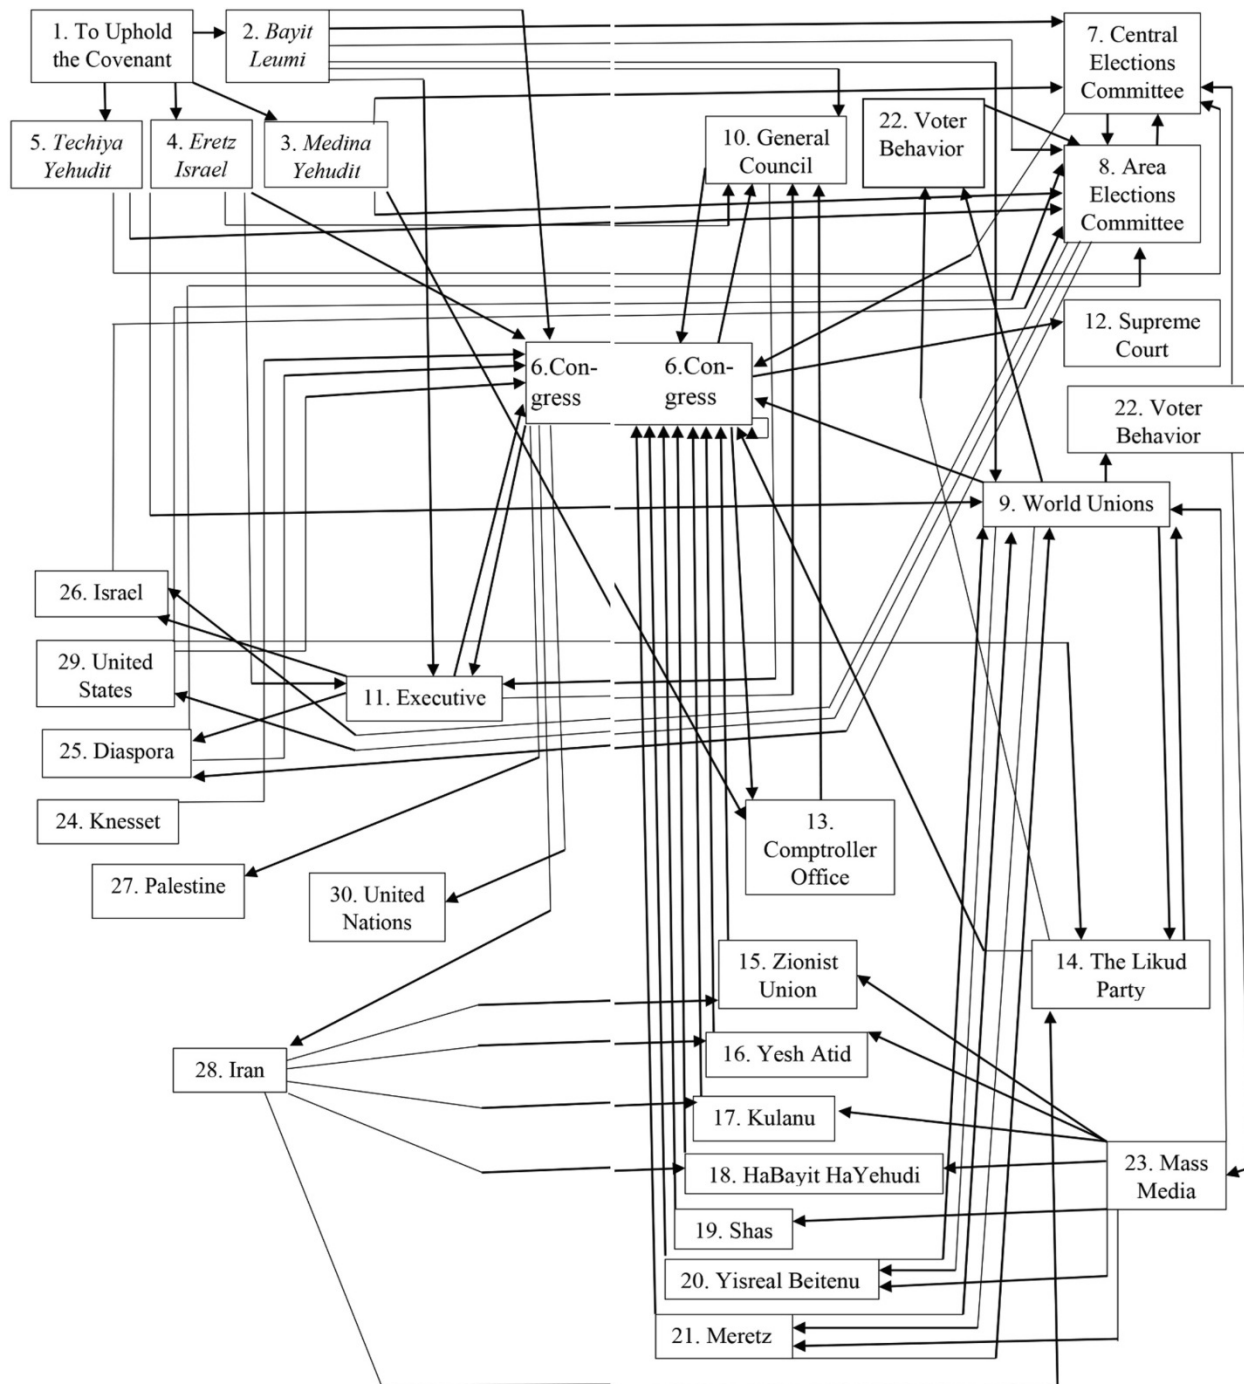 1. To Uphold
the Covenant
2. Bayit
Leumi
7. Central
Elections
Committee
5. Techiya
Yehudit
4. Eretz
Israel
3. Medina
Yehudit
10. General
Council
22. Voter
Behavior
8. Area
Elections
Committee
12. Supreme
Court
6.Con-
gress
6.Con-
gress
22. Voter
Behavior
9. World Unions
26. Israel
29. United
States
11. Executive
25. Diaspora
24. Knesset
13.
Comptroller
Office
27. Palestine
30. United
Nations
15. Zionist
Union
14. The Likud
Party
28. Iran
16. Yesh Atid
17. Kulanu
18. HaBayit HaYehudi
23. Mass
Media
19. Shas
20. Yisreal Beitenu
21. Meretz